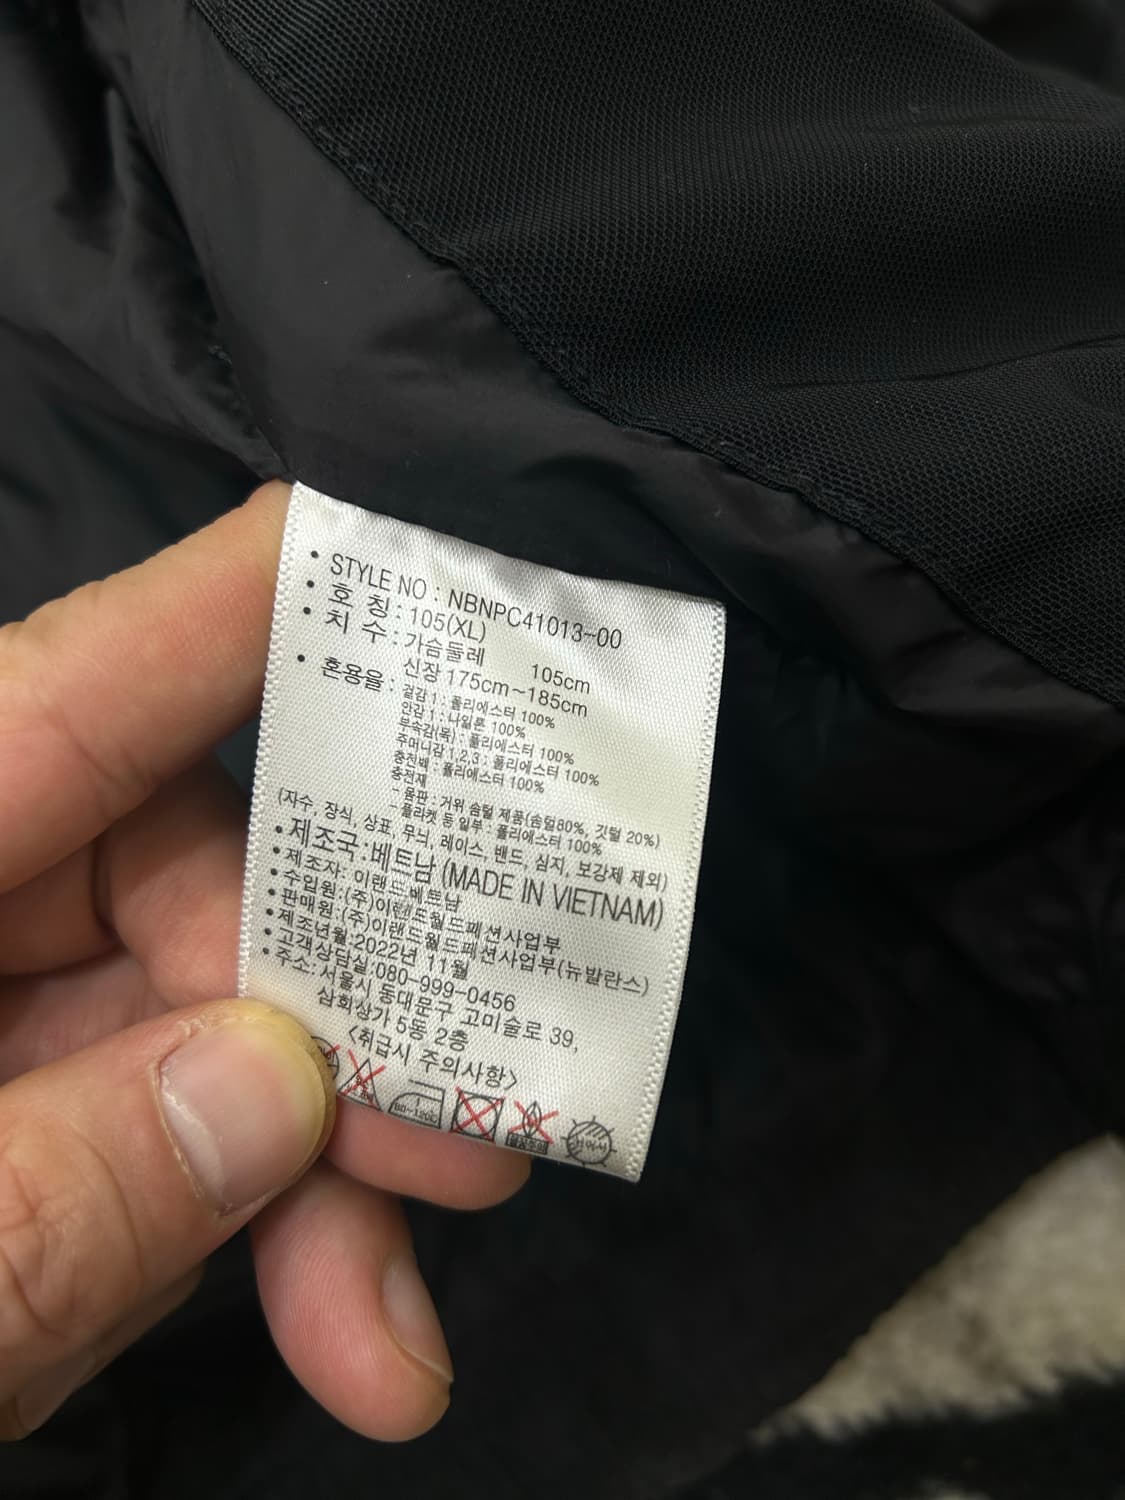 • STYLE NO : NBNPC41013-00
• 호 칭 : 105(XL)
• 치 수 : 가슴둘레 105cm
신장 175cm~185cm
• 혼용율 : 겉감1 : 폴리에스터 100%
안감1 : 나일론 100%
부속감(목) : 폴리에스터 100%
주머니감 1,2,3 : 폴리에스터 100%
충진백 : 폴리에스터 100%
충전재
- 몸판 : 거위 솜털 제품(솜털80%, 깃털 20%)
- 플라켓 등 일부 : 폴리에스터 100%
(자수, 장식, 상표, 무늬, 레이스, 밴드, 심지, 보강제 제외)
• 제조국 : 베트남 (MADE IN VIETNAM)
• 제조자: 이랜드베트남
• 수입원:(주)이랜드월드패션사업부
• 판매원:(주)이랜드월드패션사업부(뉴발란스)
• 제조년월:2022년 11월
• 고객상담실:080-999-0456
• 주소: 서울시 동대문구 고미술로 39,
삼희상가 5동 2층
<취급시 주의사항>
80~120℃